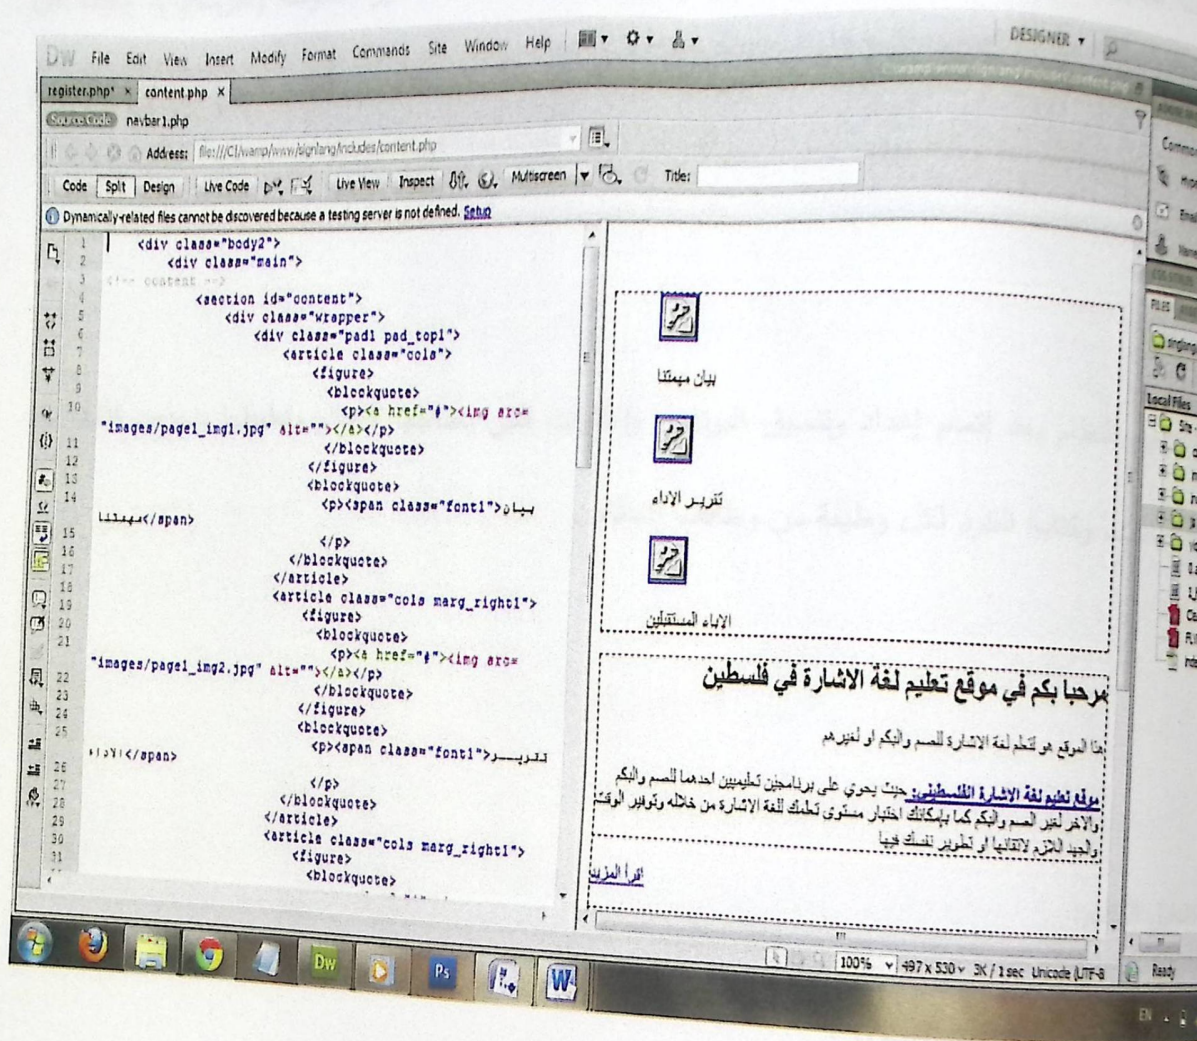 Dw File Edit View Insert Modify Format Commands Site Window Help DESIGNER
register.php* × content.php ×
Source Code navbar1.php
Address: file:///C|/wamp/www/signlang/includes/content.php
Code Split Design Live Code Live View Inspect Multiscreen Title:
Dynamically-related files cannot be discovered because a testing server is not defined. Setup
1 <div class="body2">
2 <div class="main">
3 <!-- content -->
4 <section id="content">
5 <div class="wrapper">
6 <div class="pad1 pad_top1">
7 <article class="cols">
8 <figure>
9 <blockquote>
10 <p><a href="#"><img src=
"images/page1_img1.jpg" alt=""></a></p>
11 </blockquote>
12 </figure>
13 <blockquote>
14 <p><span class="font1">بيان
مهمتنا</span>
15 </p>
16 </blockquote>
17 </article>
18 <article class="cols marg_right1">
19 <figure>
20 <blockquote>
21 <p><a href="#"><img src=
"images/page1_img2.jpg" alt=""></a></p>
22 </blockquote>
23 </figure>
24 <blockquote>
25 <p><span class="font1">تقرير
الاداء</span>
26 </p>
27 </blockquote>
28 </article>
29 <article class="cols marg_right1">
30 <figure>
31 <blockquote>
بيان مهمتنا
تقرير الاداء
الاباء المستقبلين
مرحبا بكم في موقع تعليم لغة الاشارة في فلسطين
هذا الموقع هو لتعلم لغة الاشارة للصم والبكم او لغيرهم
موقع تعليم لغة الاشارة الفلسطيني: حيث يحوي على برنامجين تعليميين احدهما للصم والبكم
والاخر لغير الصم والبكم كما بإمكانك اختبار مستوى تعلمك للغة الاشارة من خلاله وتوفير الوقت
والجهد اللازم لاتقانها او تطوير نفسك فيها
اقرأ المزيد
FILES
Local Files
Site -
100% 497 x 530 3K / 1 sec Unicode (UTF-8
Ready
Dw Ps W
EN